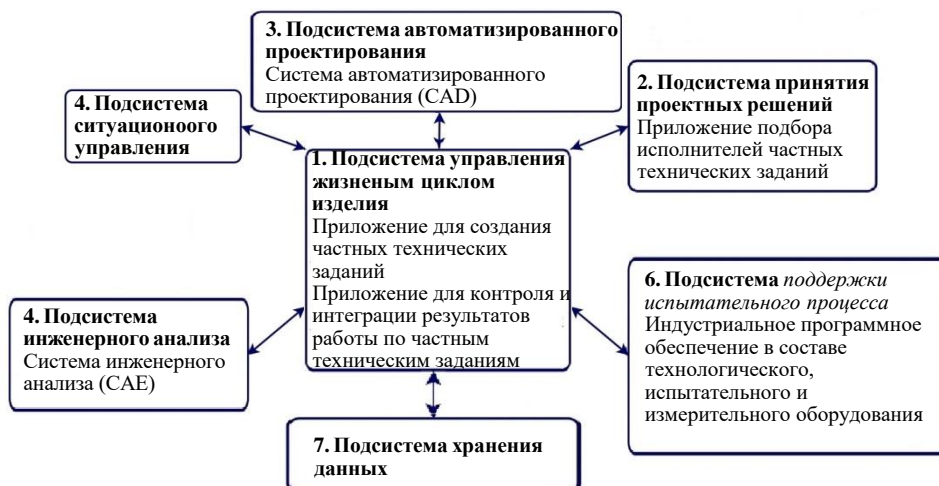 3. Подсистема автоматизированного
проектирования
Система автоматизированного
проектирования (CAD)
4. Подсистема
ситуационоого
управления
2. Подсистема принятия
проектных решений
Приложение подбора
исполнителей частных
технических заданий
1. Подсистема управления
жизненым циклом
изделия
Приложение для создания
частных технических
заданий
Приложение для контроля и
интеграции результатов
работы по частным
техническим заданиям
4. Подсистема
инженерного анализа
Система инженерного
анализа (CAE)
6. Подсистема поддержки
испытательного процесса
Индустриальное программное
обеспечение в составе
технологического,
испытательного и
измерительного оборудования
7. Подсистема хранения
данных